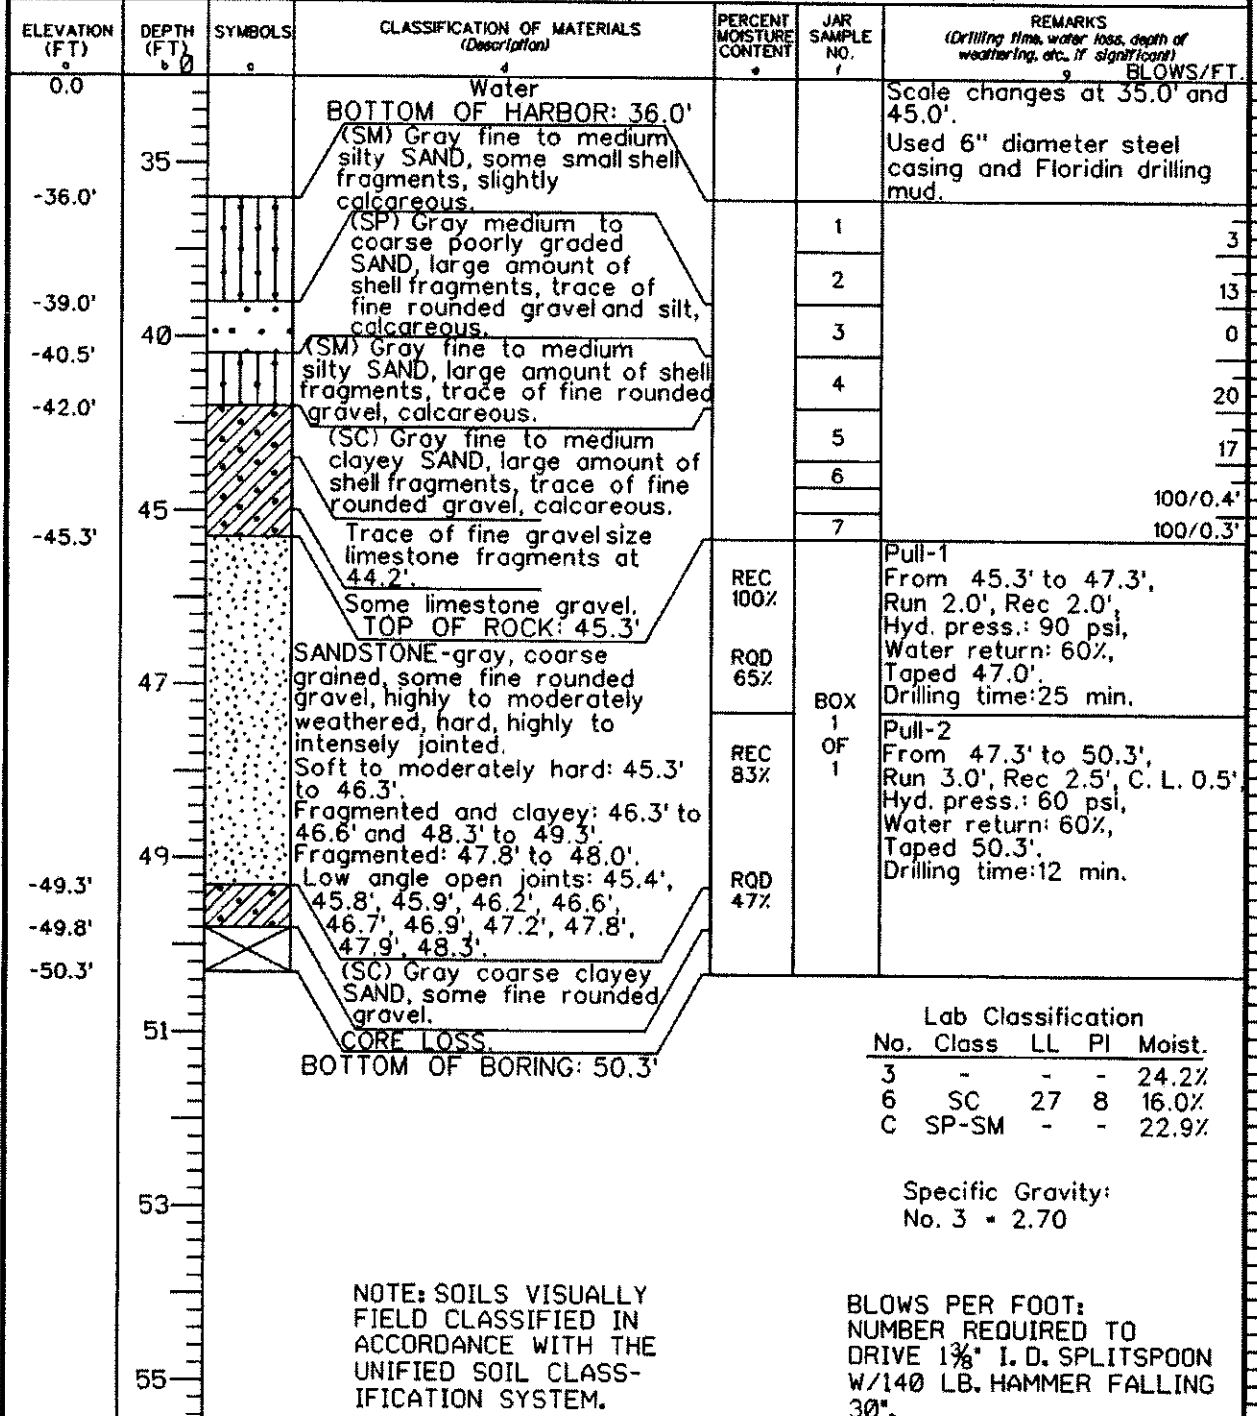 ELEVATION (FT) a
DEPTH (FT) b 0
SYMBOLS c
CLASSIFICATION OF MATERIALS (Description) d
PERCENT MOISTURE CONTENT e
JAR SAMPLE NO. f
REMARKS
(Drilling time, water loss, depth of
weathering, etc. if significant)
g BLOWS/FT.
0.0
-36.0'
-39.0'
-40.5'
-42.0'
-45.3'
-49.3'
-49.8'
-50.3'
35
40
45
47
49
51
53
55
Water
BOTTOM OF HARBOR: 36.0'
(SM) Gray fine to medium
silty SAND, some small shell
fragments, slightly
calcareous.
(SP) Gray medium to
coarse poorly graded
SAND, large amount of
shell fragments, trace of
fine rounded gravel and silt,
calcareous.
(SM) Gray fine to medium
silty SAND, large amount of shell
fragments, trace of fine rounded
gravel, calcareous.
(SC) Gray fine to medium
clayey SAND, large amount of
shell fragments, trace of fine
rounded gravel, calcareous.
Trace of fine gravel size
limestone fragments at
44.2'.
Some limestone gravel.
TOP OF ROCK: 45.3'
SANDSTONE-gray, coarse
grained, some fine rounded
gravel, highly to moderately
weathered, hard, highly to
intensely jointed.
Soft to moderately hard: 45.3'
to 46.3'.
Fragmented and clayey: 46.3' to
46.6' and 48.3' to 49.3'.
Fragmented: 47.8' to 48.0'.
Low angle open joints: 45.4',
45.8', 45.9', 46.2', 46.6',
46.7', 46.9', 47.2', 47.8',
47.9', 48.3'.
(SC) Gray coarse clayey
SAND, some fine rounded
gravel.
CORE LOSS.
BOTTOM OF BORING: 50.3'
REC
100%
RQD
65%
REC
83%
RQD
47%
1
2
3
4
5
6
7
BOX
1
OF
1
Scale changes at 35.0' and
45.0'.
Used 6" diameter steel
casing and Floridin drilling
mud.
3
13
0
20
17
100/0.4'
100/0.3'
Pull-1
From 45.3' to 47.3',
Run 2.0', Rec 2.0',
Hyd. press.: 90 psi,
Water return: 60%,
Taped 47.0'.
Drilling time:25 min.
Pull-2
From 47.3' to 50.3',
Run 3.0', Rec 2.5', C. L. 0.5'
Hyd. press.: 60 psi,
Water return: 60%,
Taped 50.3'.
Drilling time:12 min.
Lab Classification
No. Class LL PI Moist.
3 - - - 24.2%
6 SC 27 8 16.0%
C SP-SM - - 22.9%
Specific Gravity:
No. 3 = 2.70
NOTE: SOILS VISUALLY
FIELD CLASSIFIED IN
ACCORDANCE WITH THE
UNIFIED SOIL CLASS-
IFICATION SYSTEM.
BLOWS PER FOOT:
NUMBER REQUIRED TO
DRIVE 1⅜" I. D. SPLITSPOON
W/140 LB. HAMMER FALLING
30".